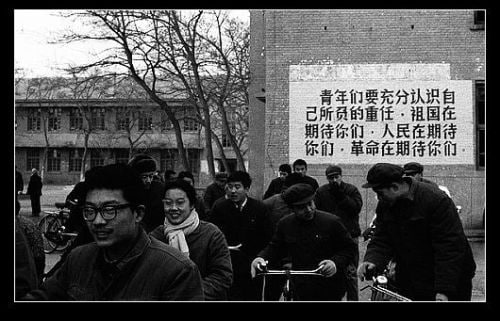 青年们要充分认识自
己所负的重任．祖国在
期待你们．人民在期待
你们．革命在期待你们．